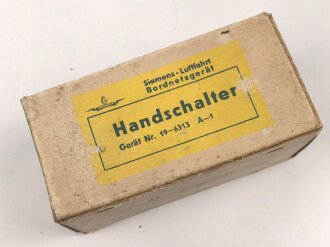 Siemens-Luftfahrt
Bordnetzgerät
Handschalter
Gerät Nr. 19-6313 A-1